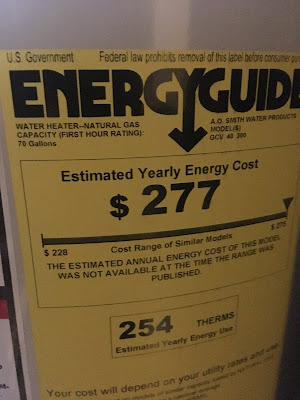 U.S. Government Federal law prohibits removal of this label before consumer
ENERGYGUIDE
WATER HEATER--NATURAL GAS
CAPACITY (FIRST HOUR RATING):
70 Gallons
A.O. SMITH WATER PRODUCTS
MODEL(S)
GCV 40 200
Estimated Yearly Energy Cost
$ 277
$ 228
Cost Range of Similar Models
$ 275
THE ESTIMATED ANNUAL ENERGY COST OF THIS MODEL
WAS NOT AVAILABLE AT THE TIME THE RANGE WAS
PUBLISHED.
254 THERMS
Estimated Yearly Energy Use
Your cost will depend on your utility rates and use.